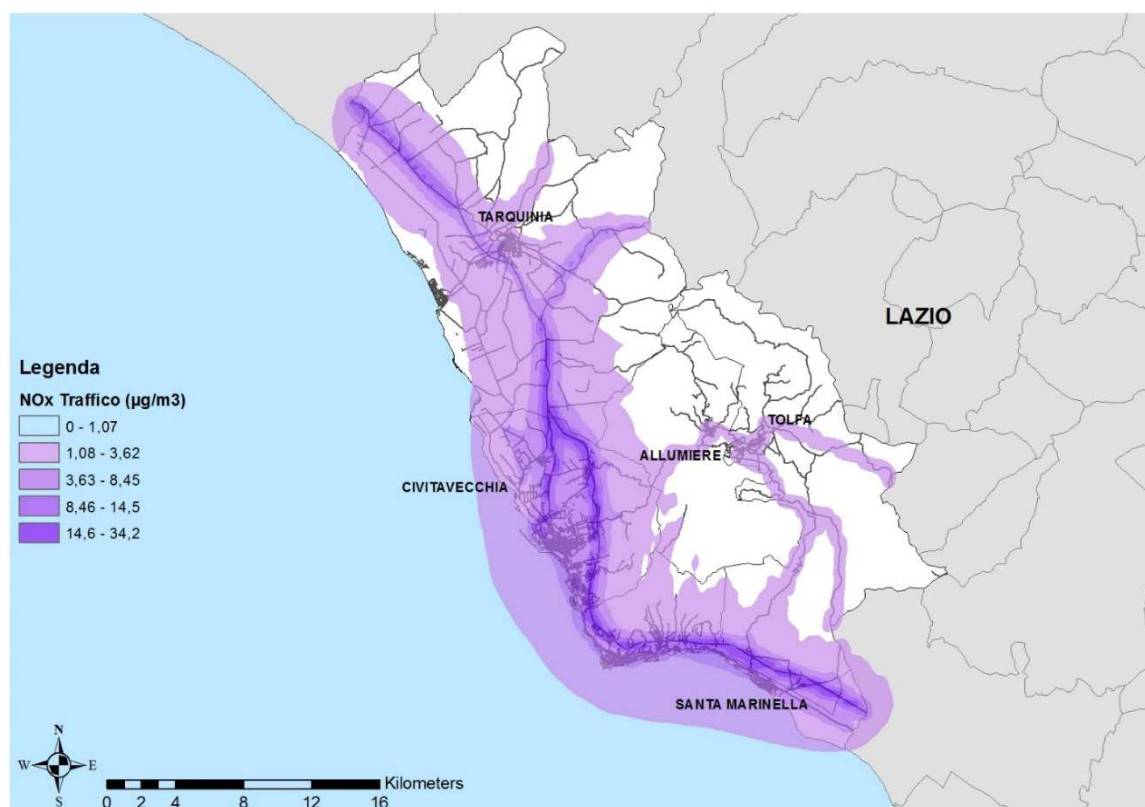 TARQUINIA
LAZIO
Legenda
NOx Traffico (µg/m3)
0 - 1,07
1,08 - 3,62
3,63 - 8,45
8,46 - 14,5
14,6 - 34,2
TOLFA
ALLUMIERE
CIVITAVECCHIA
SANTA MARINELLA
N
W E
S
Kilometers
0 2 4 8 12 16